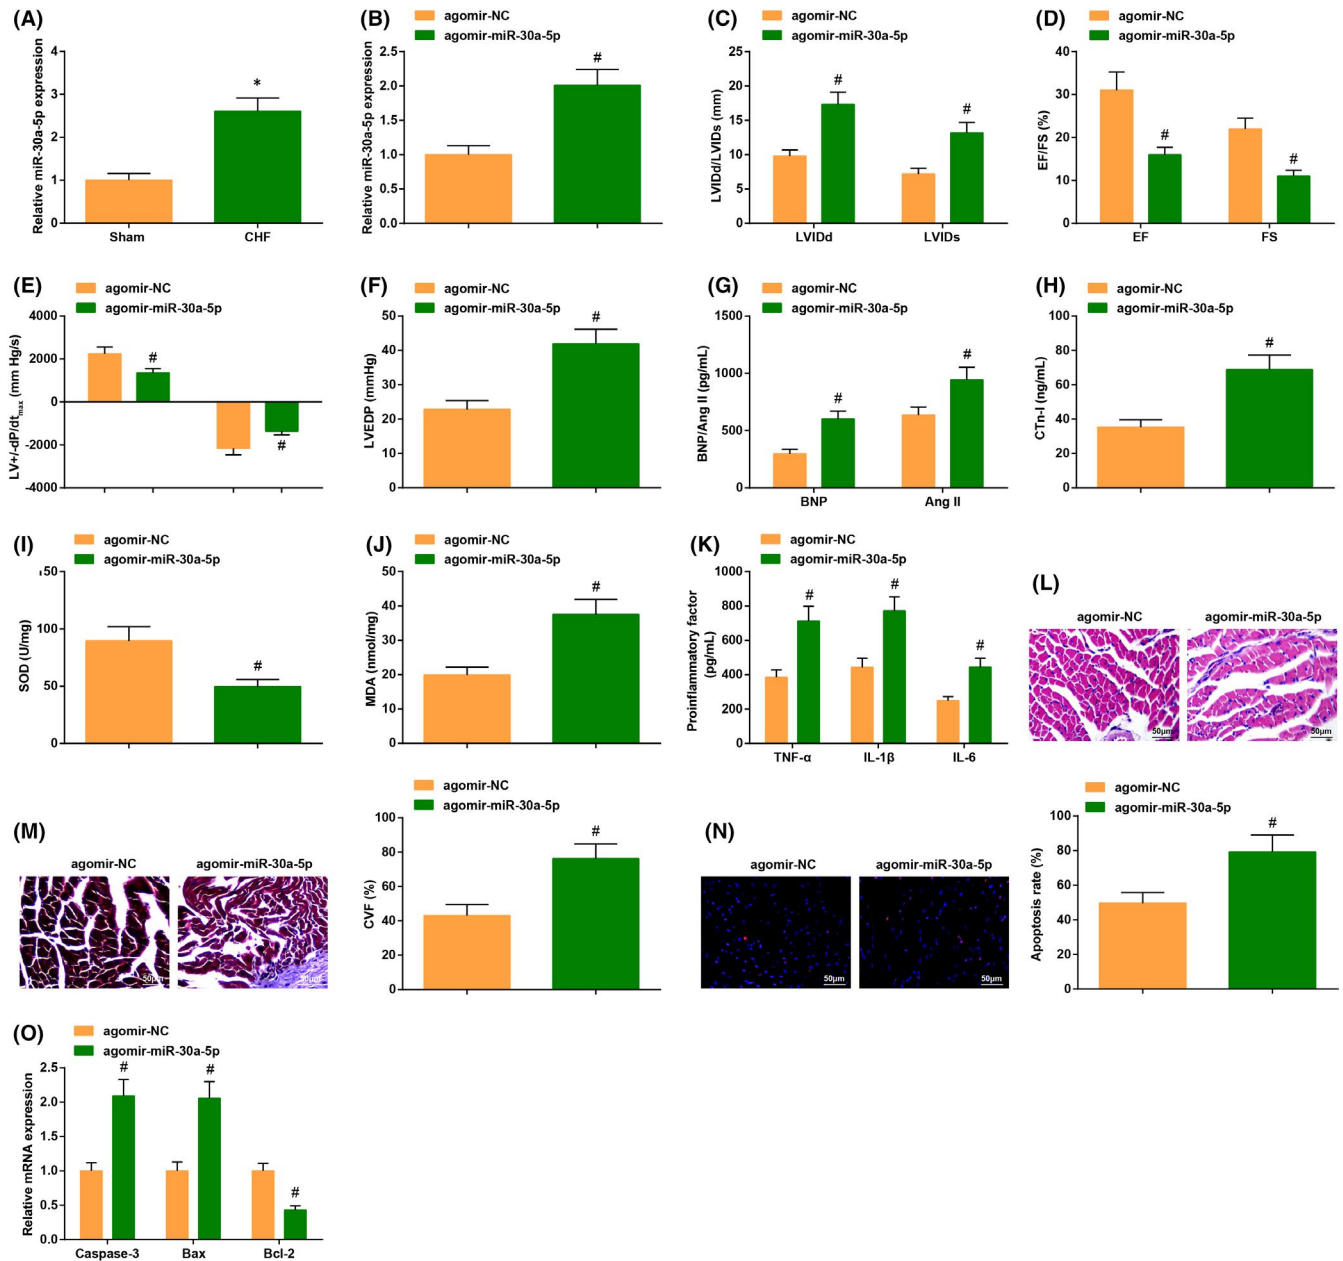 (A)
Relative miR-30a-5p expression
4
3
2
1
0
*
Sham CHF
(B)
agomir-NC
agomir-miR-30a-5p
Relative miR-30a-5p expression
2.5
2.0
1.5
1.0
0.5
0.0
#
(C)
agomir-NC
agomir-miR-30a-5p
LVIDd/LVIDs (mm)
25
20
15
10
5
0
# #
LVIDd LVIDs
(D)
agomir-NC
agomir-miR-30a-5p
EF/FS (%)
40
30
20
10
0
# #
EF FS
(E)
agomir-NC
agomir-miR-30a-5p
LV+/-dP/dtmax (mm Hg/s)
4000
2000
0
-2000
-4000
# #
(F)
agomir-NC
agomir-miR-30a-5p
LVEDP (mmHg)
50
40
30
20
10
0
#
(G)
agomir-NC
agomir-miR-30a-5p
BNP/Ang II (pg/mL)
1500
1000
500
0
# #
BNP Ang II
(H)
agomir-NC
agomir-miR-30a-5p
CTn-I (ng/mL)
100
80
60
40
20
0
#
(I)
agomir-NC
agomir-miR-30a-5p
SOD (U/mg)
150
100
50
0
#
(J)
agomir-NC
agomir-miR-30a-5p
MDA (nmol/mg)
50
40
30
20
10
0
#
(K)
agomir-NC
agomir-miR-30a-5p
Proinflammatory factor
(pg/mL)
1000
800
600
400
200
0
# # #
TNF-α IL-1β IL-6
(L)
agomir-NC agomir-miR-30a-5p
50μm 50μm
(M)
agomir-NC agomir-miR-30a-5p
50μm 50μm
agomir-NC
agomir-miR-30a-5p
CVF (%)
100
80
60
40
20
0
#
(N)
agomir-NC agomir-miR-30a-5p
50μm 50μm
agomir-NC
agomir-miR-30a-5p
Apoptosis rate (%)
100
80
60
40
20
0
#
(O)
agomir-NC
agomir-miR-30a-5p
Relative mRNA expression
2.5
2.0
1.5
1.0
0.5
0.0
# # #
Caspase-3 Bax Bcl-2